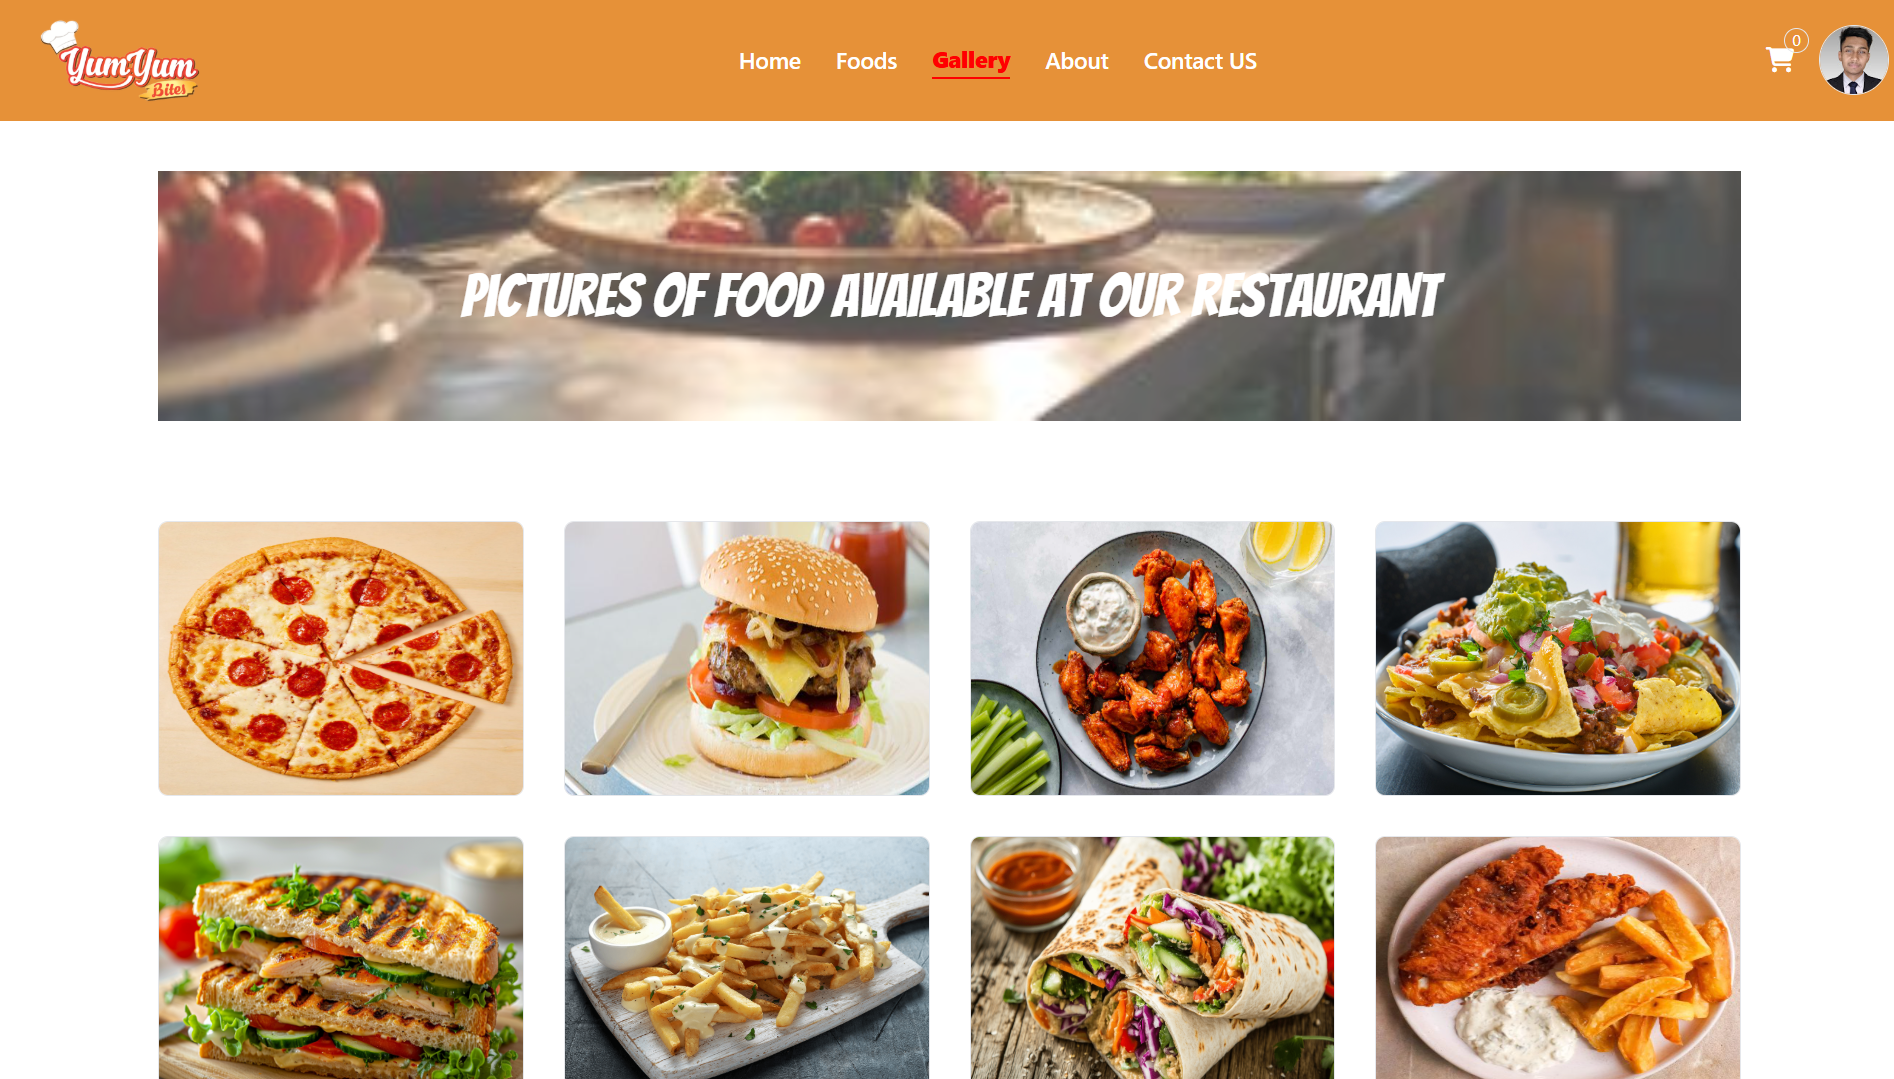 YumYum
Bites
Home Foods Gallery About Contact US
0
PICTURES OF FOOD AVAILABLE AT OUR RESTAURANT